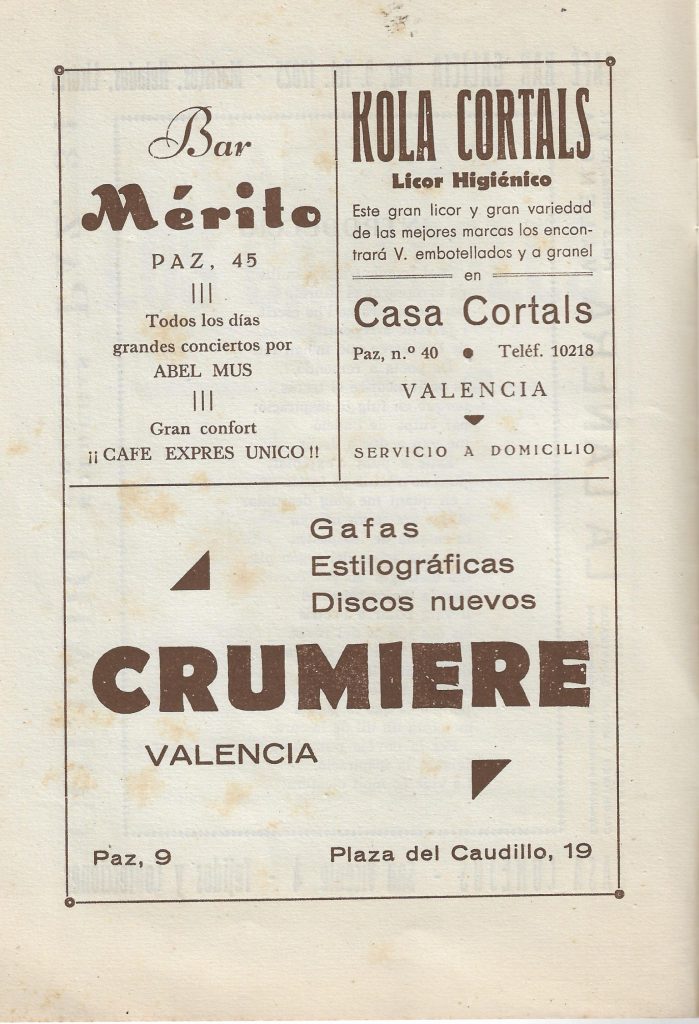 Bar
Mérito
PAZ, 45
Todos los días
grandes conciertos por
ABEL MUS
Gran confort
¡¡CAFE EXPRES UNICO!!
KOLA CORTALS
Licor Higiénico
Este gran licor y gran variedad
de las mejores marcas los encon-
trará V. embotellados y a granel
en
Casa Cortals
Paz, n.º 40 ● Teléf. 10218
VALENCIA
SERVICIO A DOMICILIO
Gafas
Estilográficas
Discos nuevos
CRUMIERE
VALENCIA
Paz, 9
Plaza del Caudillo, 19